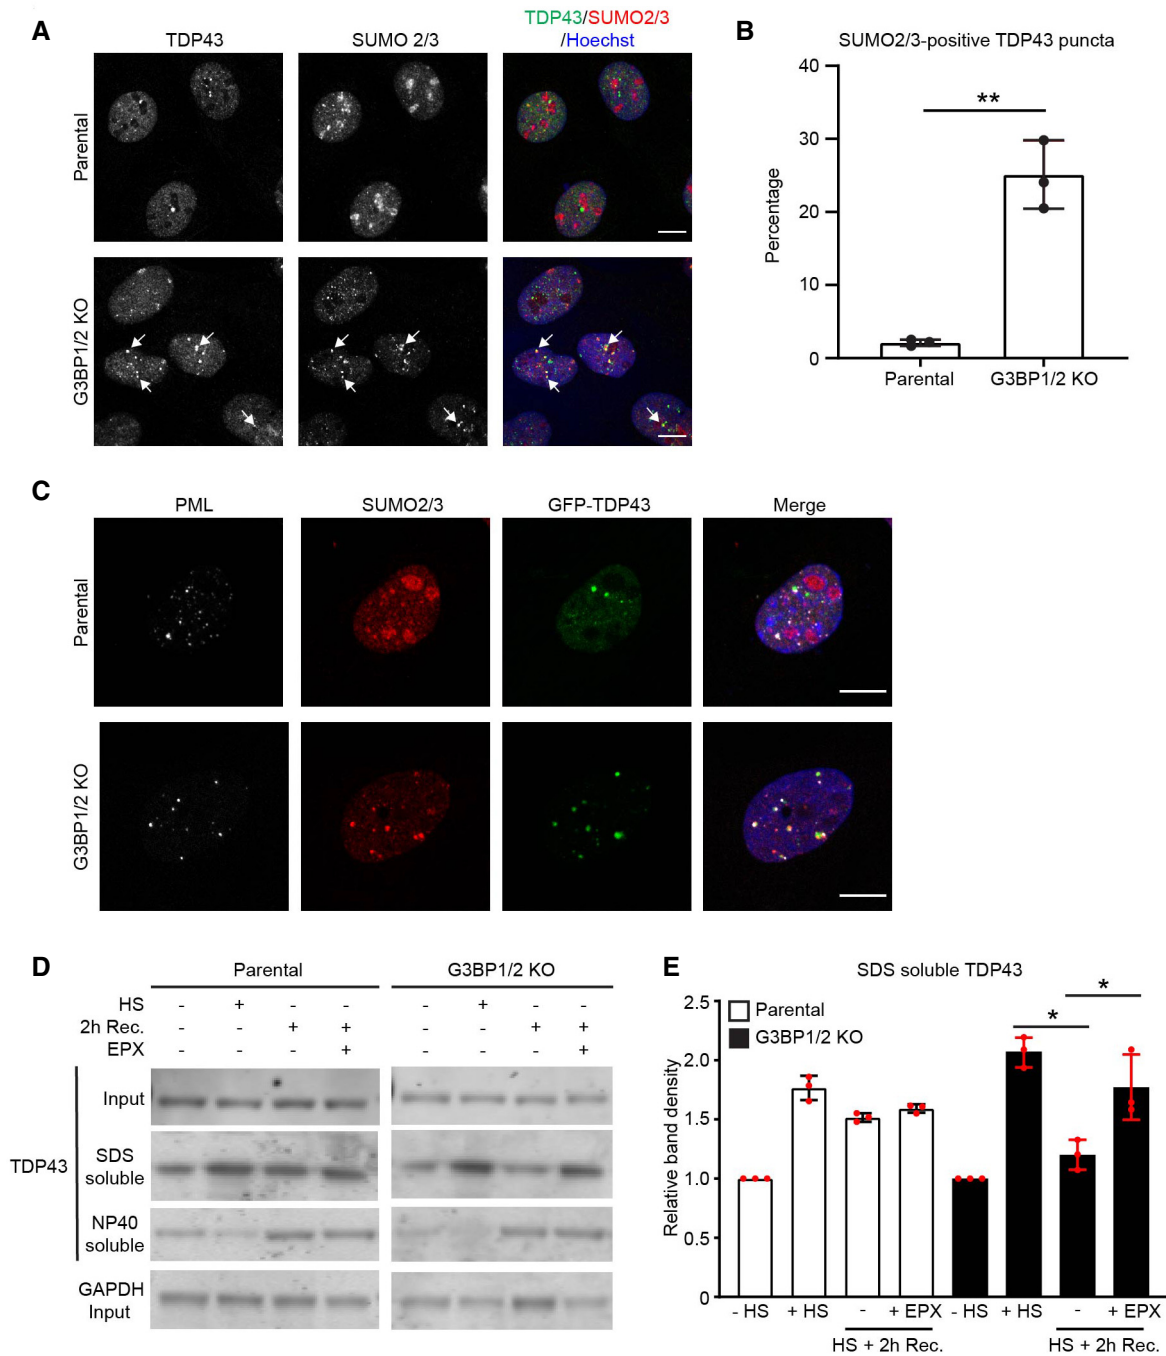 A
TDP43
SUMO 2/3
TDP43/SUMO2/3
/Hoechst
Parental
G3BP1/2 KO
B
SUMO2/3-positive TDP43 puncta
40
30
20
10
0
Percentage
**
Parental
G3BP1/2 KO
C
PML
SUMO2/3
GFP-TDP43
Merge
Parental
G3BP1/2 KO
D
Parental
G3BP1/2 KO
HS - + - - - + - -
2h Rec. - - + + - - + +
EPX - - - + - - - +
TDP43
Input
SDS
soluble
NP40
soluble
GAPDH
Input
E
SDS soluble TDP43
Parental
G3BP1/2 KO
Relative band density
2.5
2.0
1.5
1.0
0.5
0
*
*
- HS + HS - + EPX - HS + HS - + EPX
HS + 2h Rec. HS + 2h Rec.